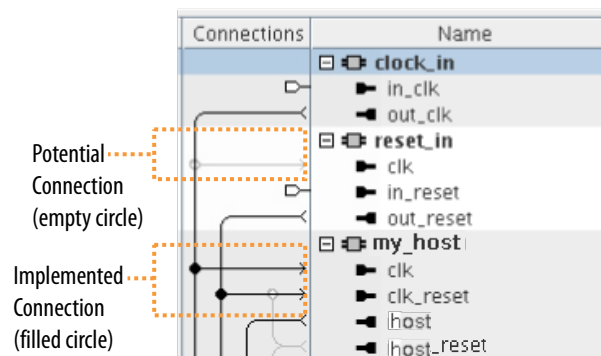 Connections
Name
clock_in
in_clk
out_clk
reset_in
clk
in_reset
out_reset
my_host
clk
clk_reset
host
host_reset
Potential
Connection
(empty circle)
Implemented
Connection
(filled circle)